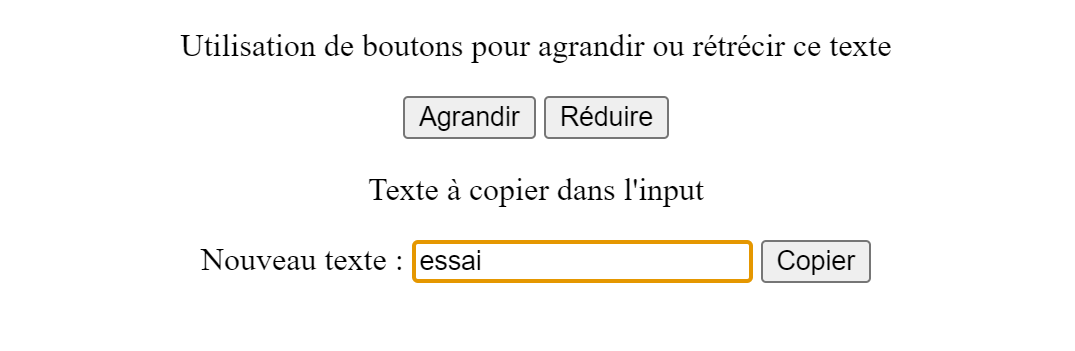 Utilisation de boutons pour agrandir ou rétrécir ce texte
Agrandir Réduire
Texte à copier dans l'input
Nouveau texte : essai Copier